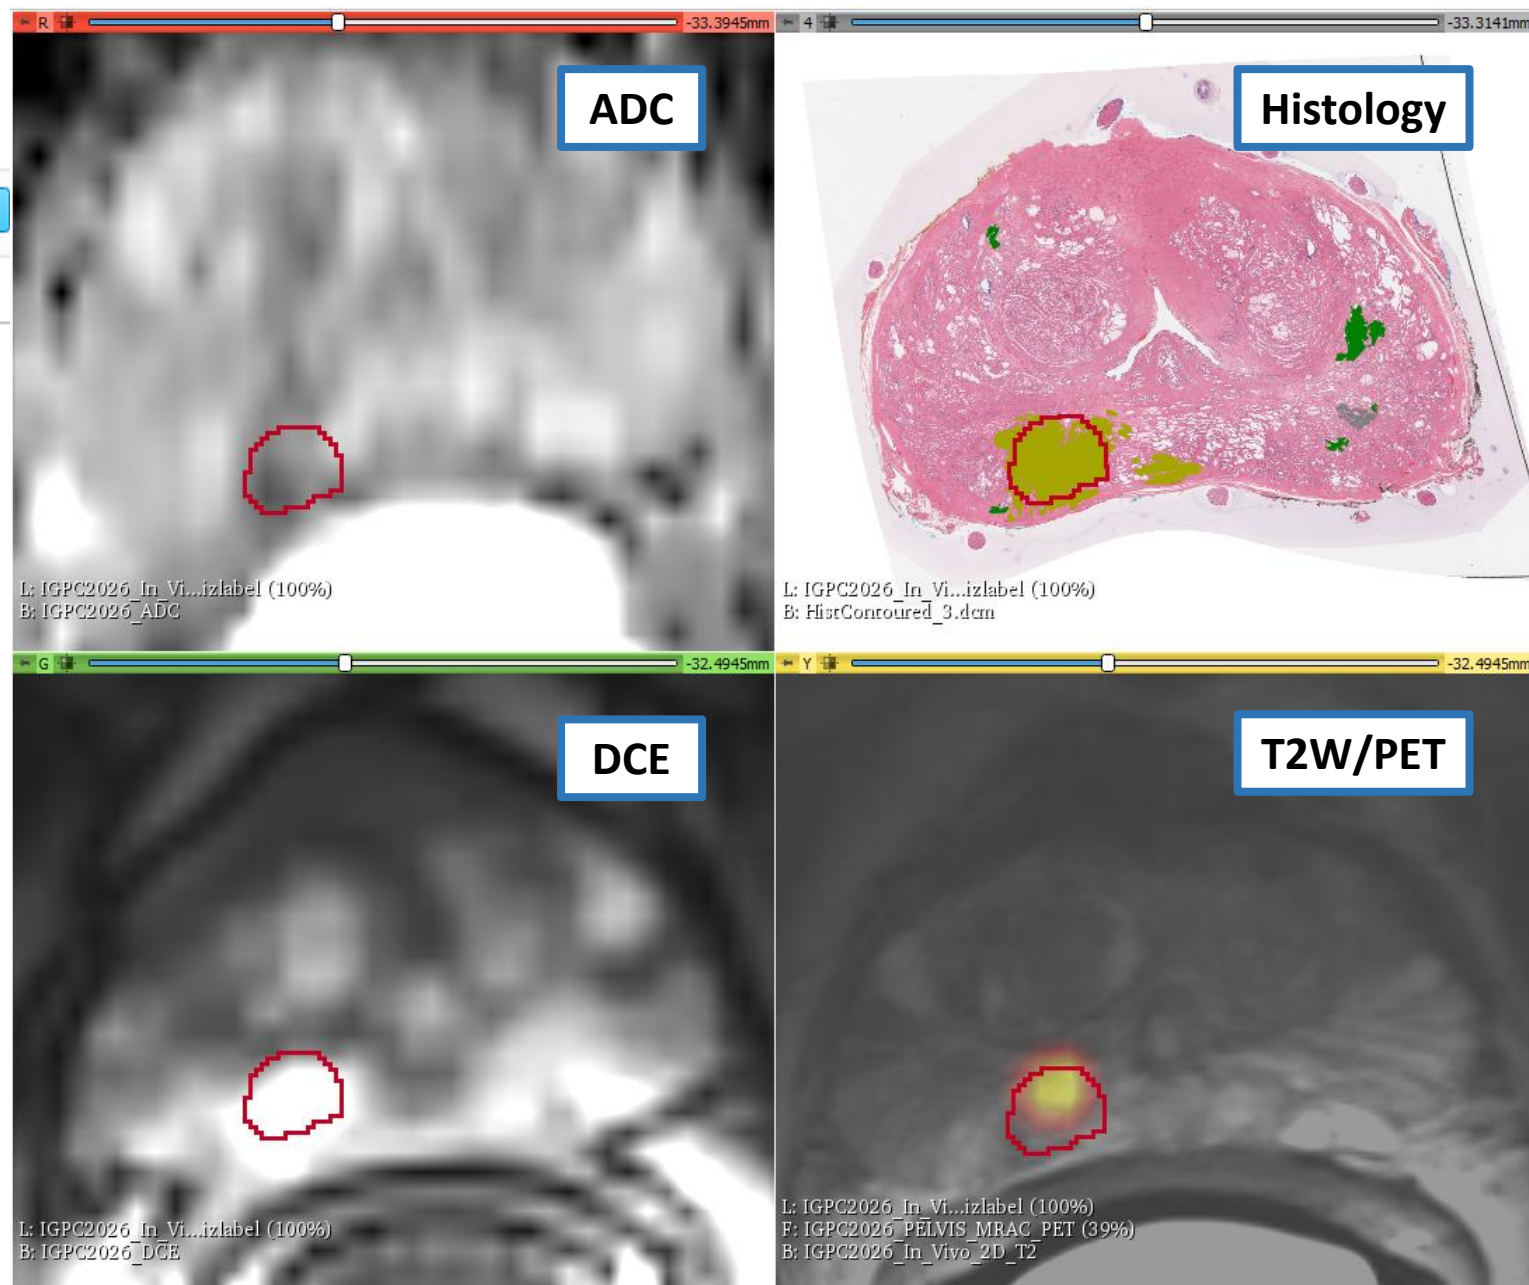 R
-33.3945mm
4
-33.3141mm
ADC
Histology
L: IGPC2026_In_Vi...izlabel (100%)
B: IGPC2026_ADC
L: IGPC2026_In_Vi...izlabel (100%)
B: HistContoured_3.dcm
G
-32.4945mm
Y
-32.4945mm
DCE
T2W/PET
L: IGPC2026_In_Vi...izlabel (100%)
B: IGPC2026_DCE
L: IGPC2026_In_Vi...izlabel (100%)
F: IGPC2026_PELVIS_MRAC_PET (39%)
B: IGPC2026_In_Vivo_2D_T2